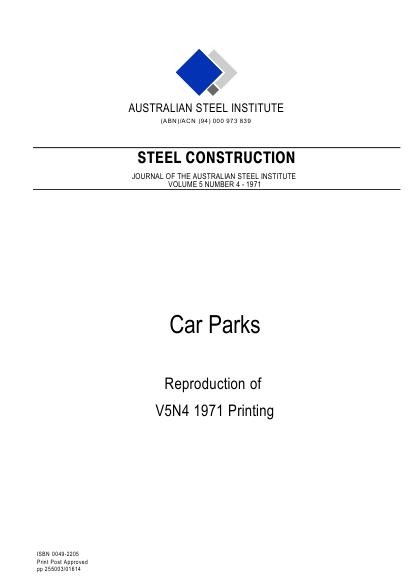 AUSTRALIAN STEEL INSTITUTE
(ABN)/ACN (94) 000 973 839
STEEL CONSTRUCTION
JOURNAL OF THE AUSTRALIAN STEEL INSTITUTE
VOLUME 5 NUMBER 4 - 1971
Car Parks
Reproduction of
V5N4 1971 Printing
ISBN 0049-2205
Print Post Approved
pp 255003/01614